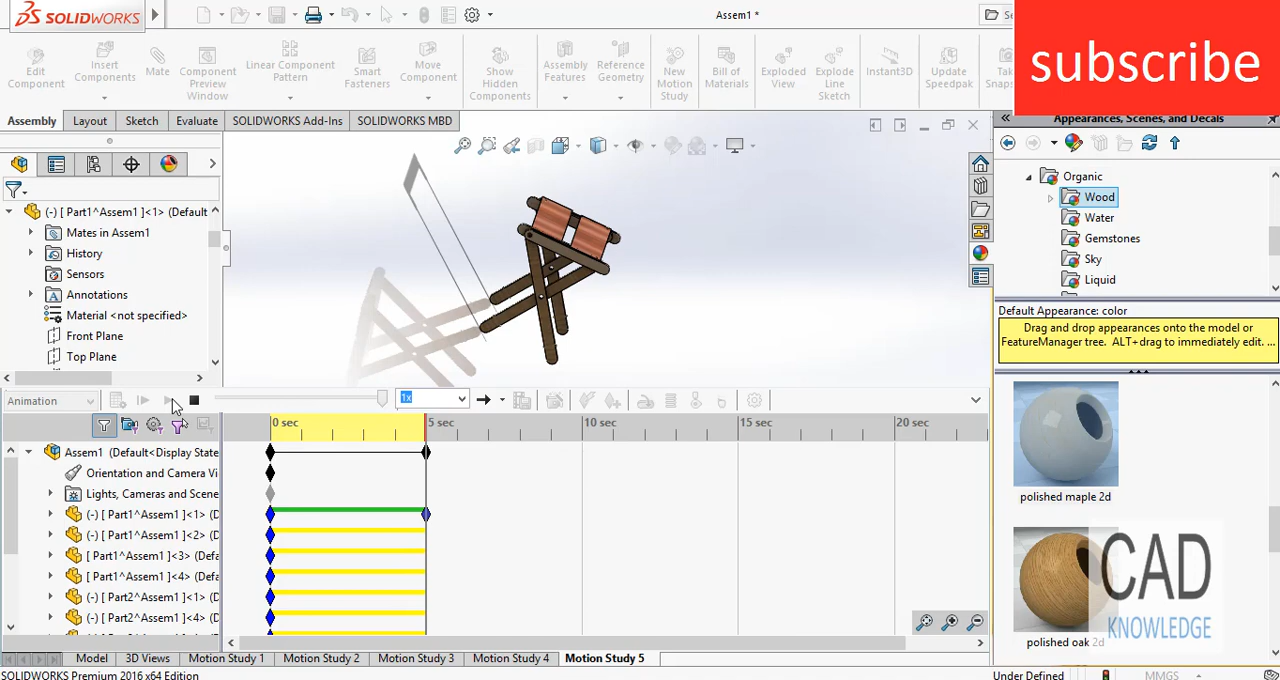 SOLIDWORKS
Assem1 *
subscribe
Edit Component
Insert Components
Mate
Component Preview Window
Linear Component Pattern
Smart Fasteners
Move Component
Show Hidden Components
Assembly Features
Reference Geometry
New Motion Study
Bill of Materials
Exploded View
Explode Line Sketch
Instant3D
Update Speedpak
Assembly
Layout
Sketch
Evaluate
SOLIDWORKS Add-Ins
SOLIDWORKS MBD
Appearances, Scenes, and Decals
(-) [ Part1^Assem1 ]<1> (Default
Mates in Assem1
History
Sensors
Annotations
Material <not specified>
Front Plane
Top Plane
Organic
Wood
Water
Gemstones
Sky
Liquid
Default Appearance: color
Drag and drop appearances onto the model or
FeatureManager tree. ALT+drag to immediately edit. ...
polished maple 2d
polished oak 2d
CAD
KNOWLEDGE
Animation
1x
0 sec
5 sec
10 sec
15 sec
20 sec
Assem1 (Default<Display State
Orientation and Camera Vi
Lights, Cameras and Scene
(-) [ Part1^Assem1 ]<1> (D
(-) [ Part1^Assem1 ]<2> (D
[ Part1^Assem1 ]<3> (Defa
[ Part1^Assem1 ]<4> (Defa
(-) [ Part2^Assem1 ]<1> (D
(-) [ Part2^Assem1 ]<4> (D
Model
3D Views
Motion Study 1
Motion Study 2
Motion Study 3
Motion Study 4
Motion Study 5
SOLIDWORKS Premium 2016 x64 Edition
Under Defined
MMGS